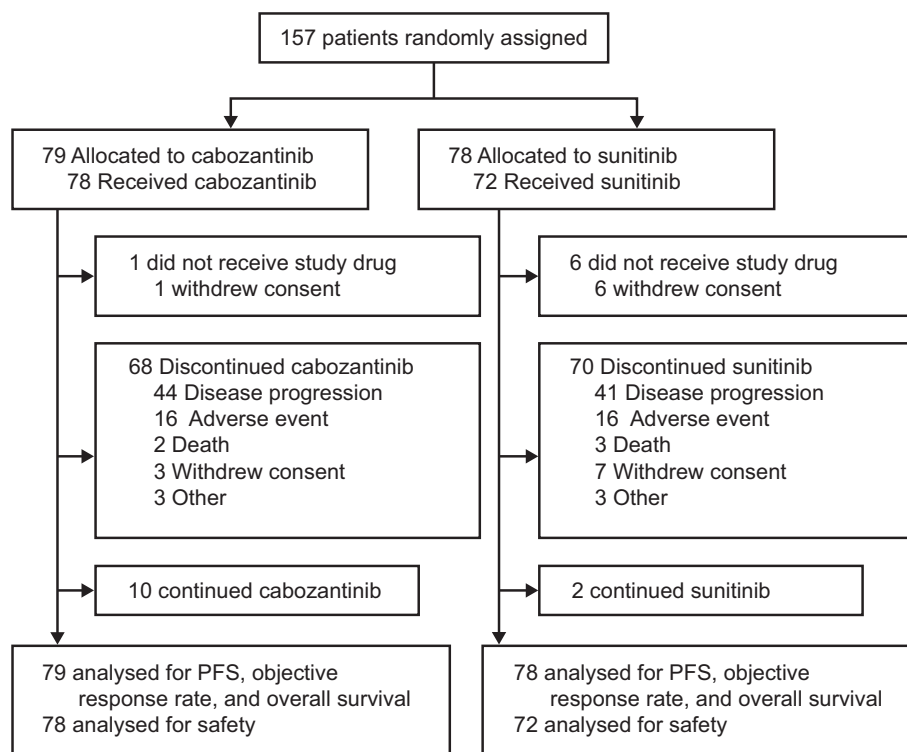 157 patients randomly assigned
79 Allocated to cabozantinib
78 Received cabozantinib
78 Allocated to sunitinib
72 Received sunitinib
1 did not receive study drug
1 withdrew consent
6 did not receive study drug
6 withdrew consent
68 Discontinued cabozantinib
44 Disease progression
16 Adverse event
2 Death
3 Withdrew consent
3 Other
70 Discontinued sunitinib
41 Disease progression
16 Adverse event
3 Death
7 Withdrew consent
3 Other
10 continued cabozantinib
2 continued sunitinib
79 analysed for PFS, objective
response rate, and overall survival
78 analysed for safety
78 analysed for PFS, objective
response rate, and overall survival
72 analysed for safety